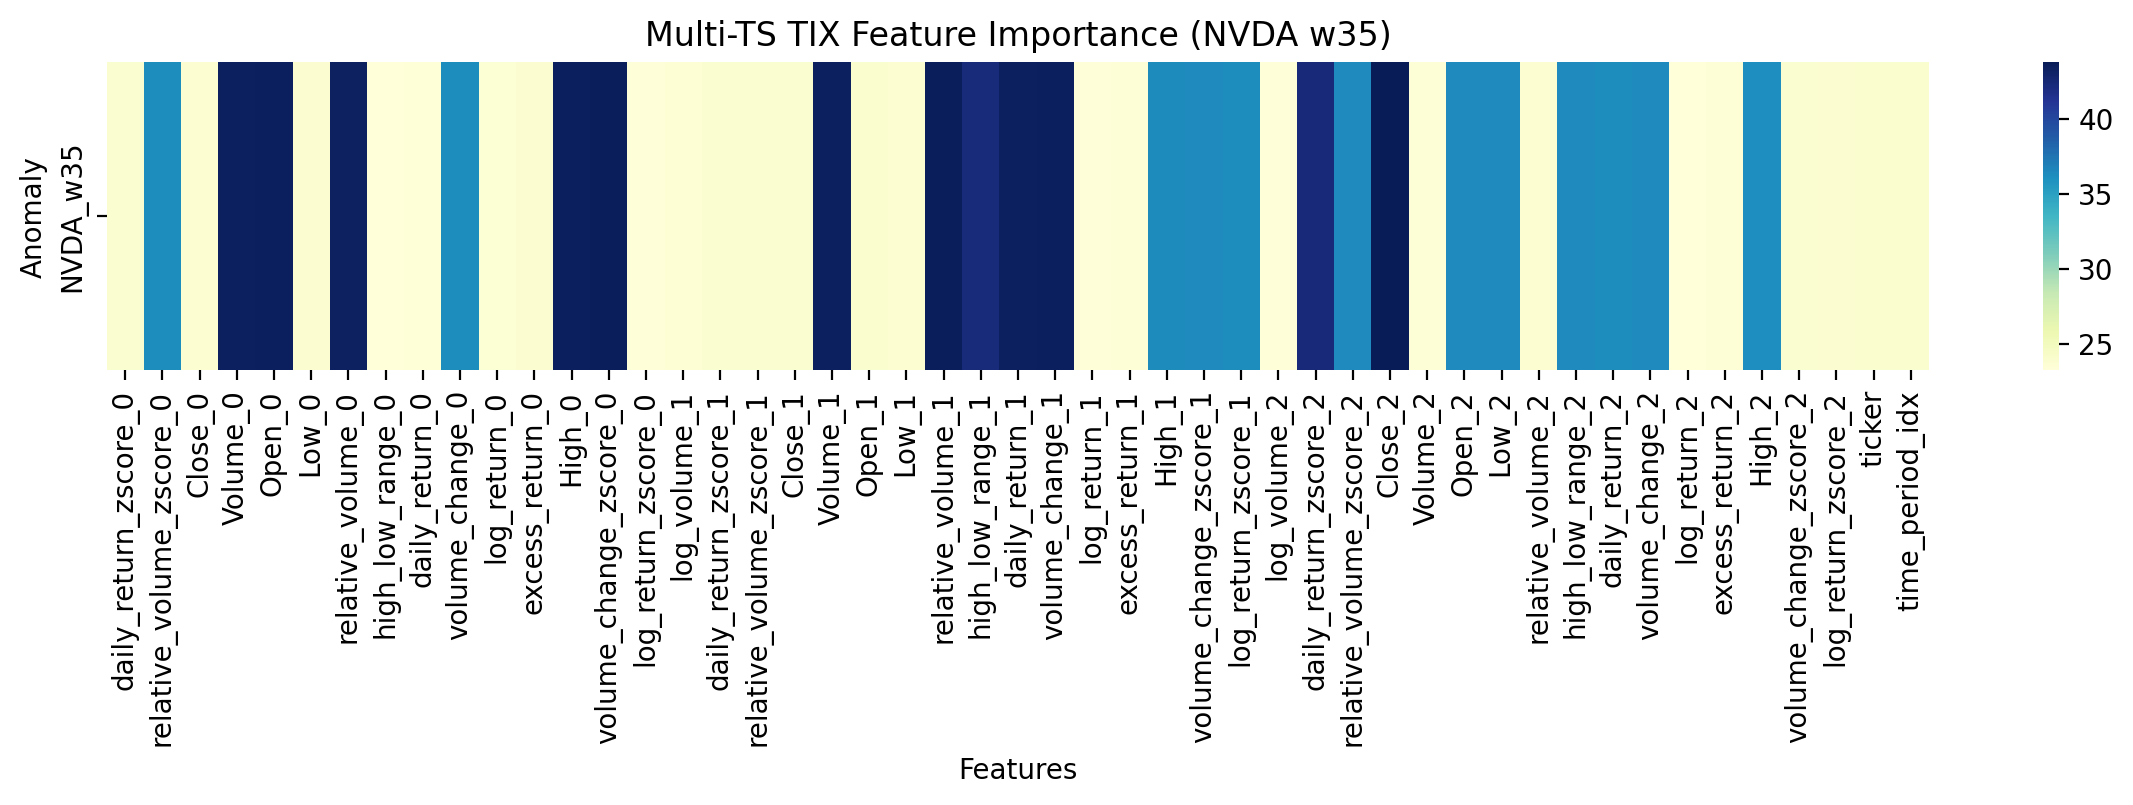 Multi-TS TIX Feature Importance (NVDA w35)
Anomaly
NVDA_w35
40
35
30
25
daily_return_zscore_0
relative_volume_zscore_0
Close_0
Volume_0
Open_0
Low_0
relative_volume_0
high_low_range_0
daily_return_0
volume_change_0
log_return_0
excess_return_0
High_0
volume_change_zscore_0
log_return_zscore_0
log_volume_1
daily_return_zscore_1
relative_volume_zscore_1
Close_1
Volume_1
Open_1
Low_1
relative_volume_1
high_low_range_1
daily_return_1
volume_change_1
log_return_1
excess_return_1
High_1
volume_change_zscore_1
log_return_zscore_1
log_volume_2
daily_return_zscore_2
relative_volume_zscore_2
Close_2
Volume_2
Open_2
Low_2
relative_volume_2
high_low_range_2
daily_return_2
volume_change_2
log_return_2
excess_return_2
High_2
volume_change_zscore_2
log_return_zscore_2
ticker
time_period_idx
Features